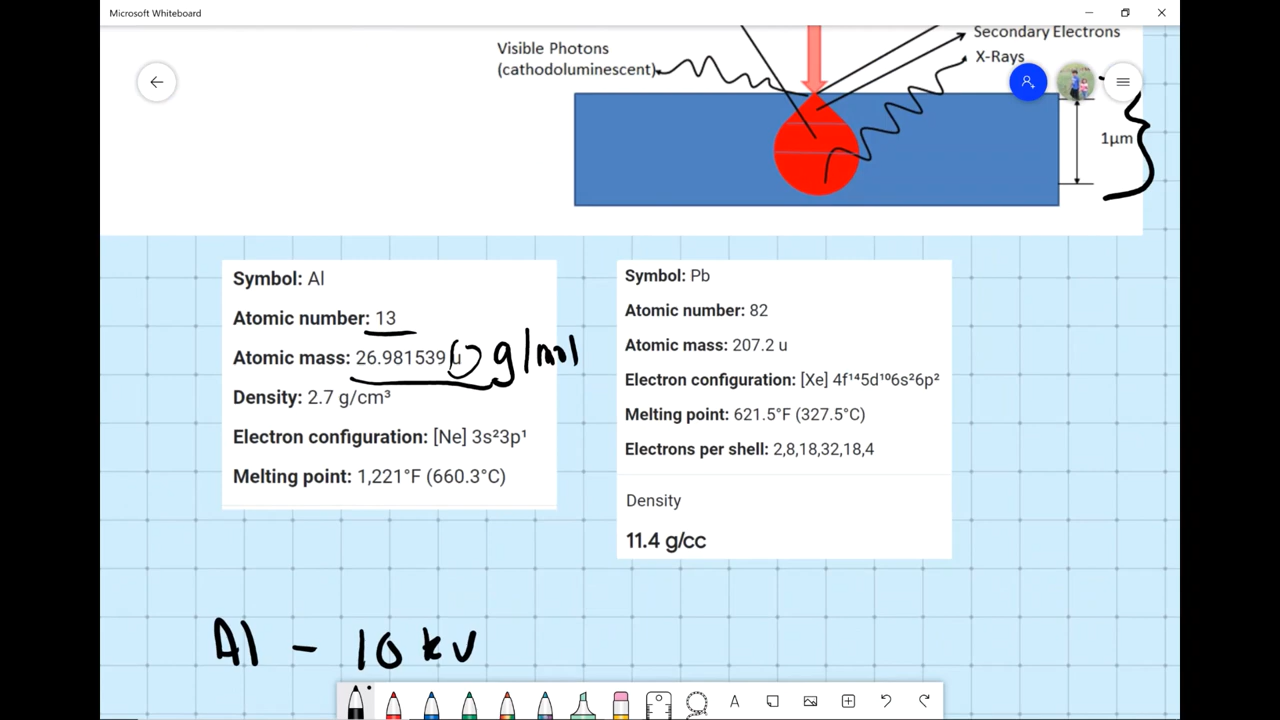 Microsoft Whiteboard
Visible Photons
(cathodoluminescent)
Secondary Electrons
X-Rays
1µm
Symbol: Al
Atomic number: 13
Atomic mass: 26.981539 u g/mol
Density: 2.7 g/cm³
Electron configuration: [Ne] 3s²3p¹
Melting point: 1,221°F (660.3°C)
Symbol: Pb
Atomic number: 82
Atomic mass: 207.2 u
Electron configuration: [Xe] 4f¹⁴5d¹⁰6s²6p²
Melting point: 621.5°F (327.5°C)
Electrons per shell: 2,8,18,32,18,4
Density
11.4 g/cc
Al - 10 kV
A